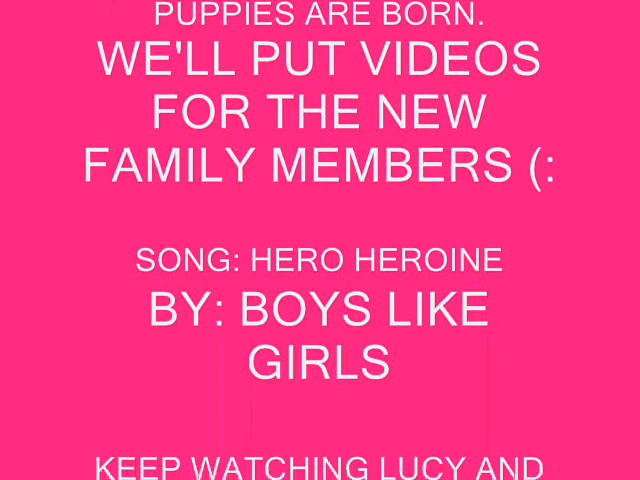 PUPPIES ARE BORN.
WE'LL PUT VIDEOS
FOR THE NEW
FAMILY MEMBERS (:
SONG: HERO HEROINE
BY: BOYS LIKE
GIRLS
KEEP WATCHING LUCY AND